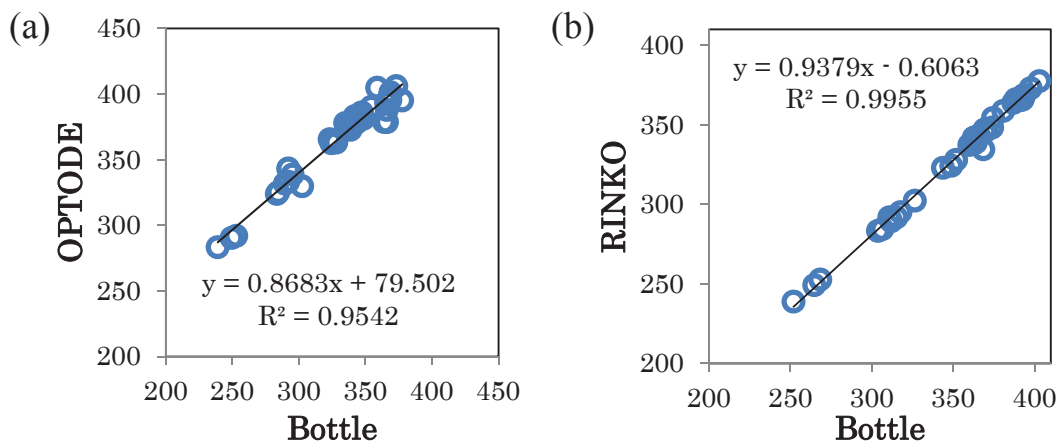 (a)
450
400
350
300
250
200
OPTODE
y = 0.8683x + 79.502
R² = 0.9542
200 250 300 350 400 450
Bottle
(b)
400
350
300
250
200
RINKO
y = 0.9379x - 0.6063
R² = 0.9955
200 250 300 350 400
Bottle